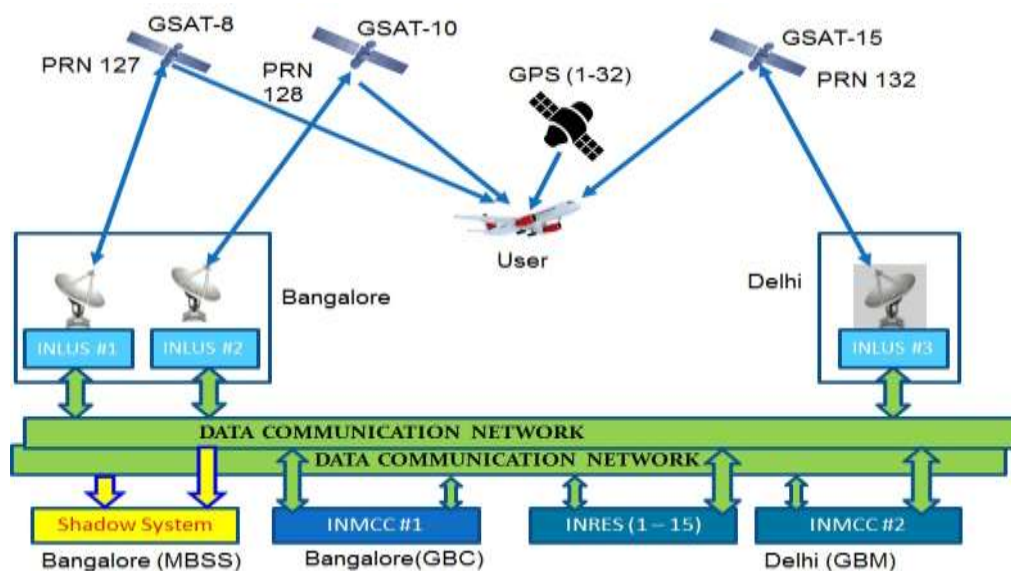 GSAT-8
GSAT-10
GSAT-15
PRN 127
PRN
128
GPS (1-32)
PRN 132
User
Bangalore
Delhi
INLUS #1
INLUS #2
INLUS #3
DATA COMMUNICATION NETWORK
DATA COMMUNICATION NETWORK
Shadow System
INMCC #1
INRES (1 – 15)
INMCC #2
Bangalore (MBSS)
Bangalore(GBC)
Delhi (GBM)